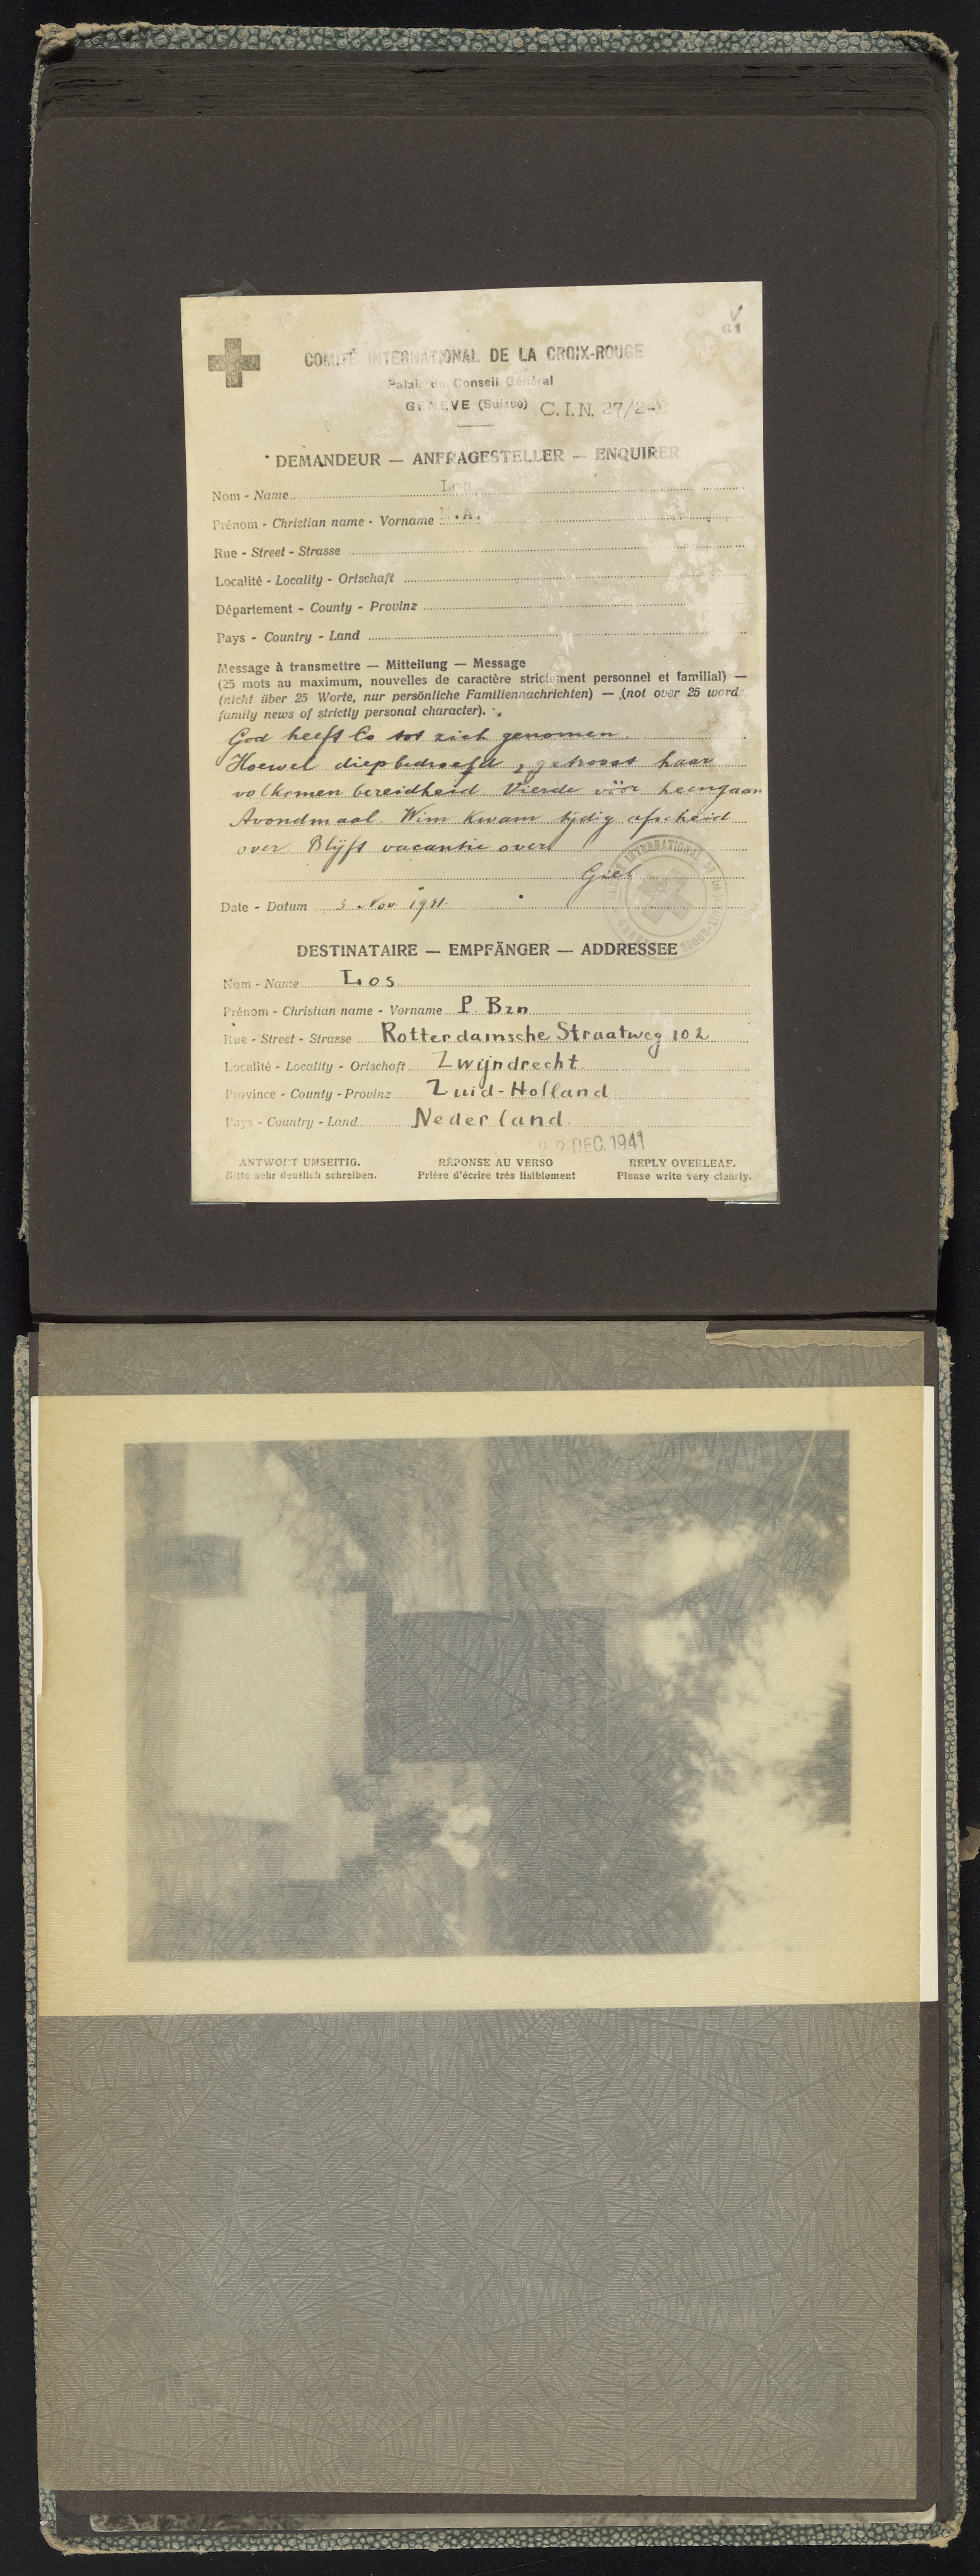 V
61
COMITÉ INTERNATIONAL DE LA CROIX-ROUGE
Palais du Conseil Général
GENÈVE (Suisse) C.I.N. 27/2
DEMANDEUR — ANFRAGESTELLER — ENQUIRER
Nom - Name Los
Prénom - Christian name - Vorname .A.
Rue - Street - Strasse
Localité - Locality - Ortschaft
Département - County - Provinz
Pays - Country - Land
Message à transmettre — Mitteilung — Message
(25 mots au maximum, nouvelles de caractère strictement personnel et familial) —
(nicht über 25 Worte, nur persönliche Familiennachrichten) — (not over 25 words,
family news of strictly personal character).
God heeft Co tot zich genomen.
Hoewel diepbedroefd, getroost haar
volkomen bereidheid Vierde vóór heengaan
Avondmaal. Wim kwam tijdig afscheid
over Blijft vacantie over
Giel
Date - Datum 3 Nov 1941
DESTINATAIRE — EMPFÄNGER — ADDRESSEE
Nom - Name Los
Prénom - Christian name - Vorname P. Bzn
Rue - Street - Strasse Rotterdamsche Straatweg 102
Localité - Locality - Ortschaft Zwijndrecht
Province - County - Provinz Zuid-Holland
Pays - Country - Land Nederland.
22 DEC. 1941
ANTWORT UMSEITIG. RÉPONSE AU VERSO REPLY OVERLEAF.
Bitte sehr deutlich schreiben. Prière d'écrire très lisiblement Please write very clearly.